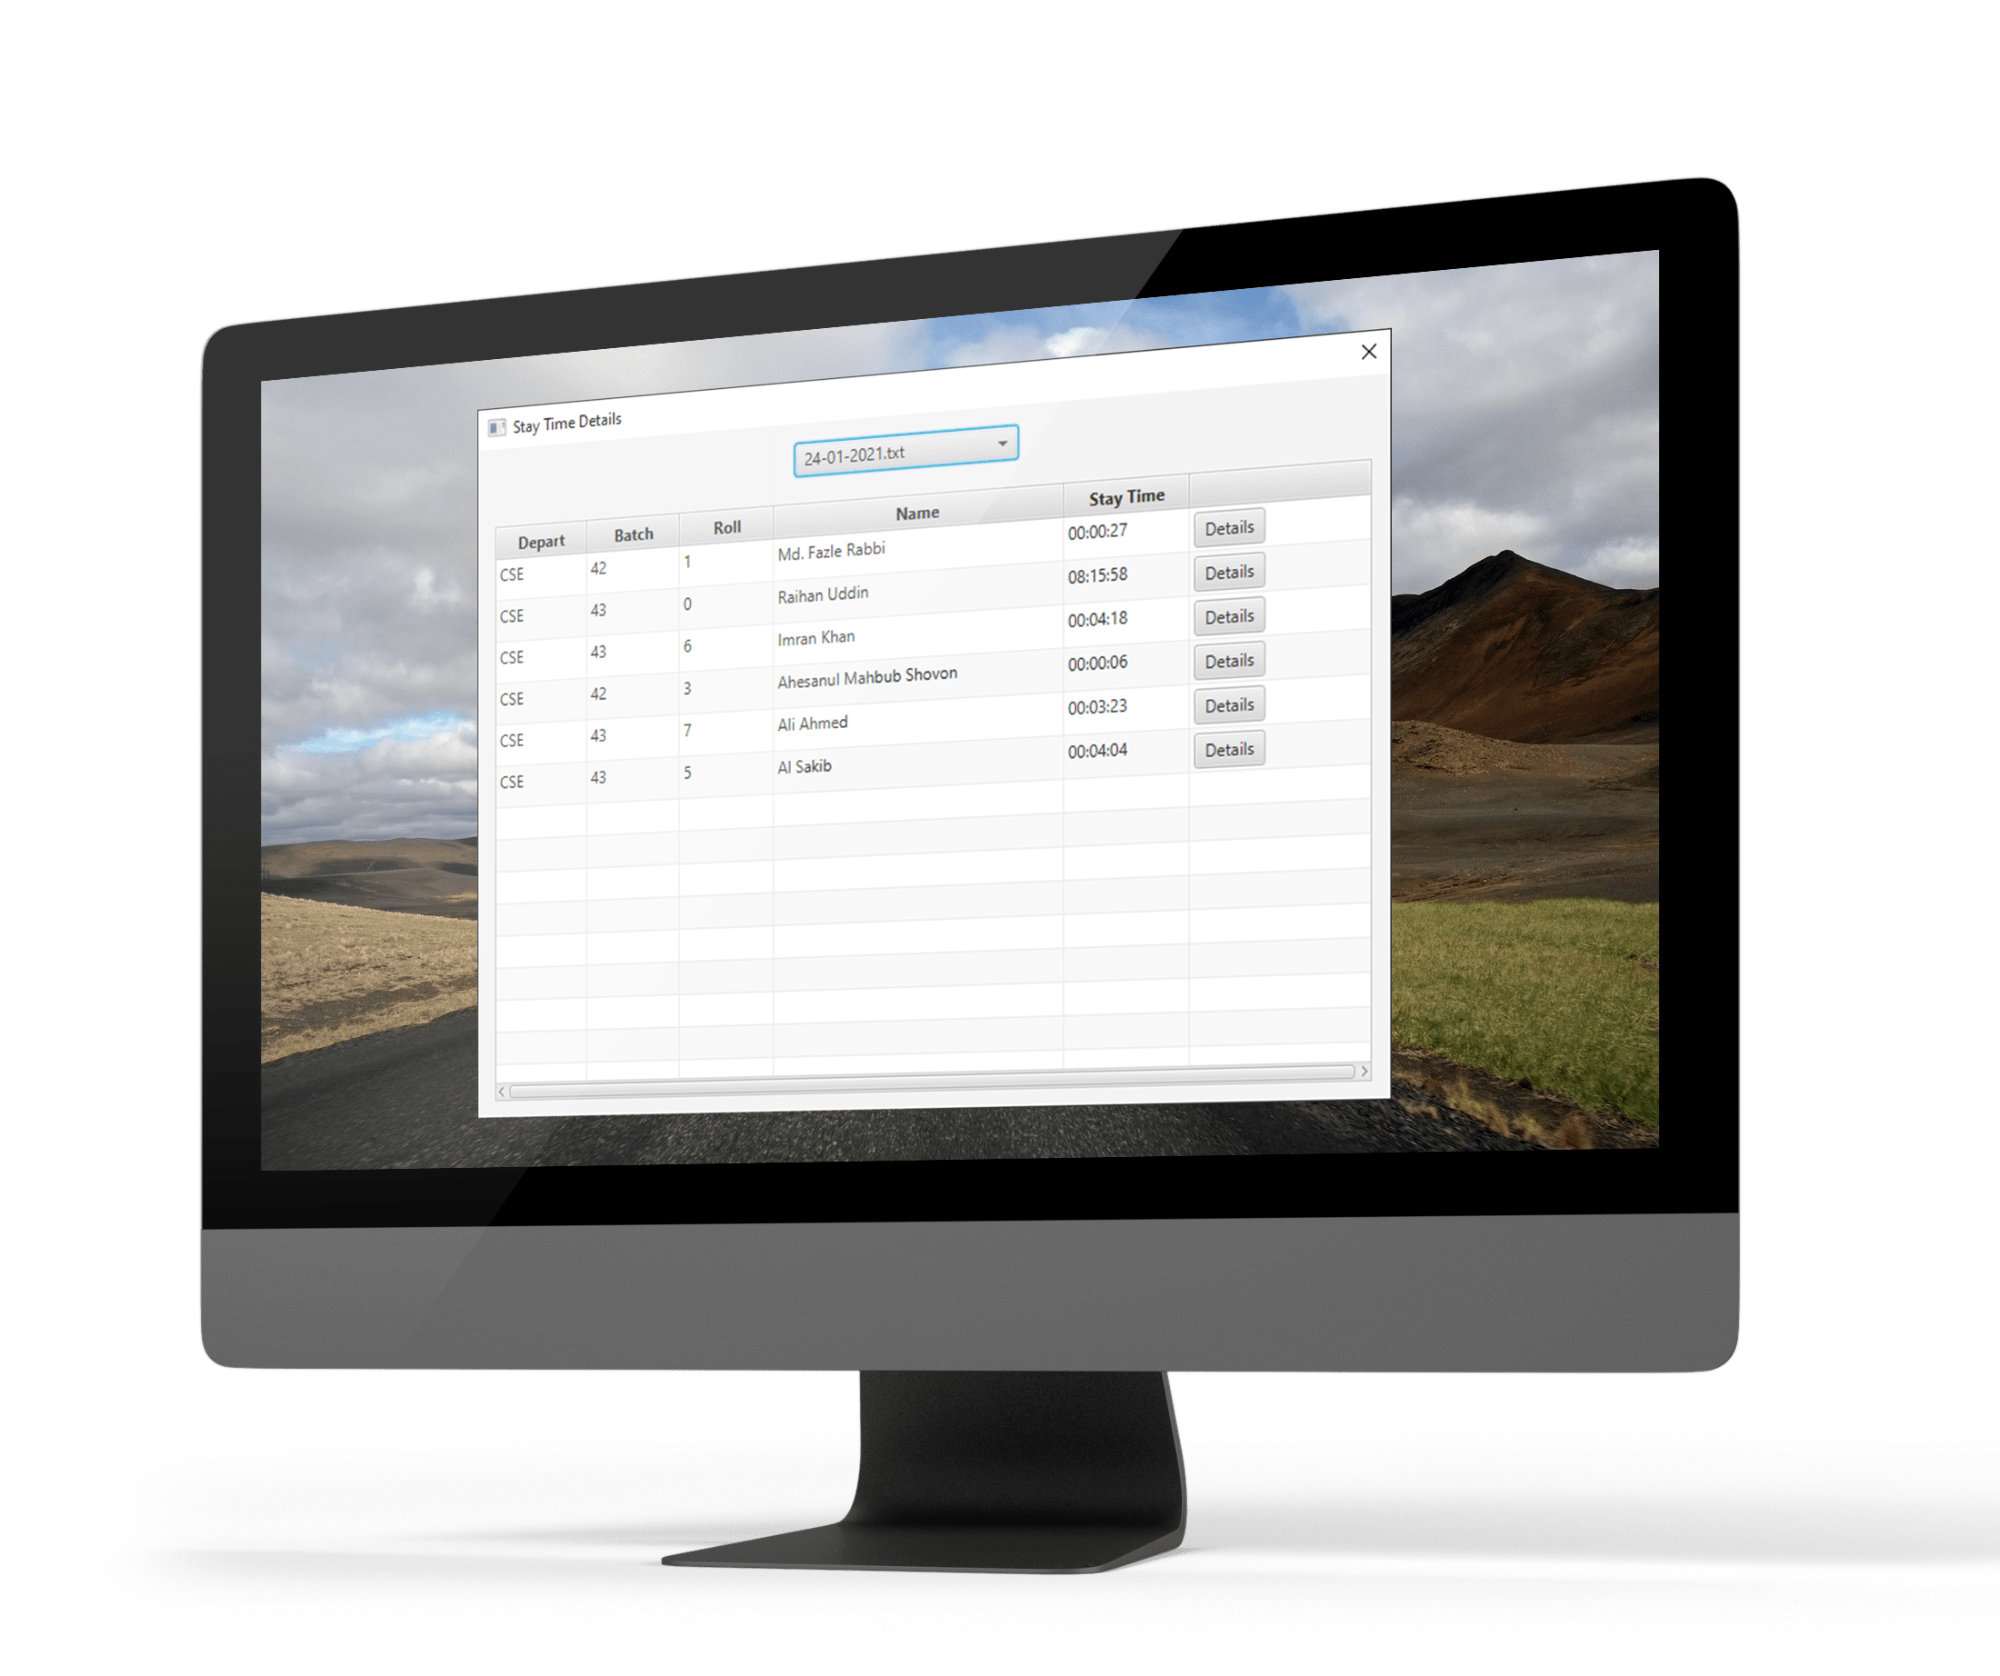 Stay Time Details
24-01-2021.txt
Depart Batch Roll Name Stay Time
CSE 42 1 Md. Fazle Rabbi 00:00:27 Details
CSE 43 0 Raihan Uddin 08:15:58 Details
CSE 43 6 Imran Khan 00:04:18 Details
CSE 42 3 Ahesanul Mahbub Shovon 00:00:06 Details
CSE 43 7 Ali Ahmed 00:03:23 Details
CSE 43 5 Al Sakib 00:04:04 Details